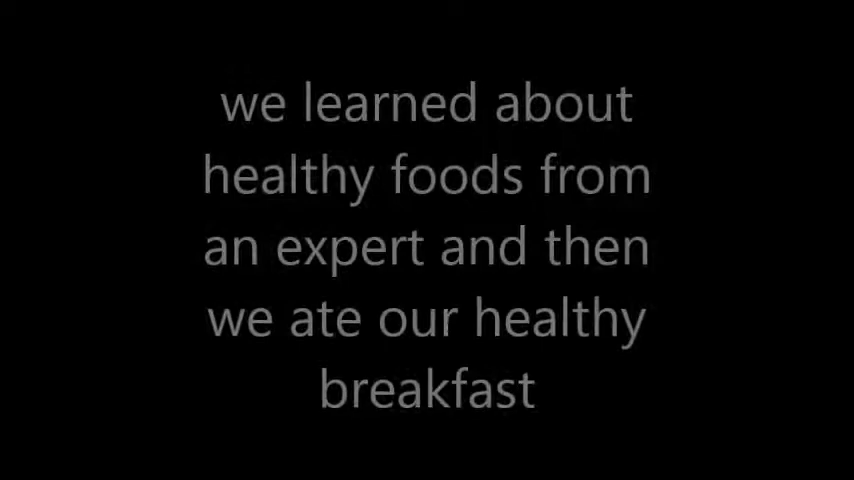 we learned about
healthy foods from
an expert and then
we ate our healthy
breakfast